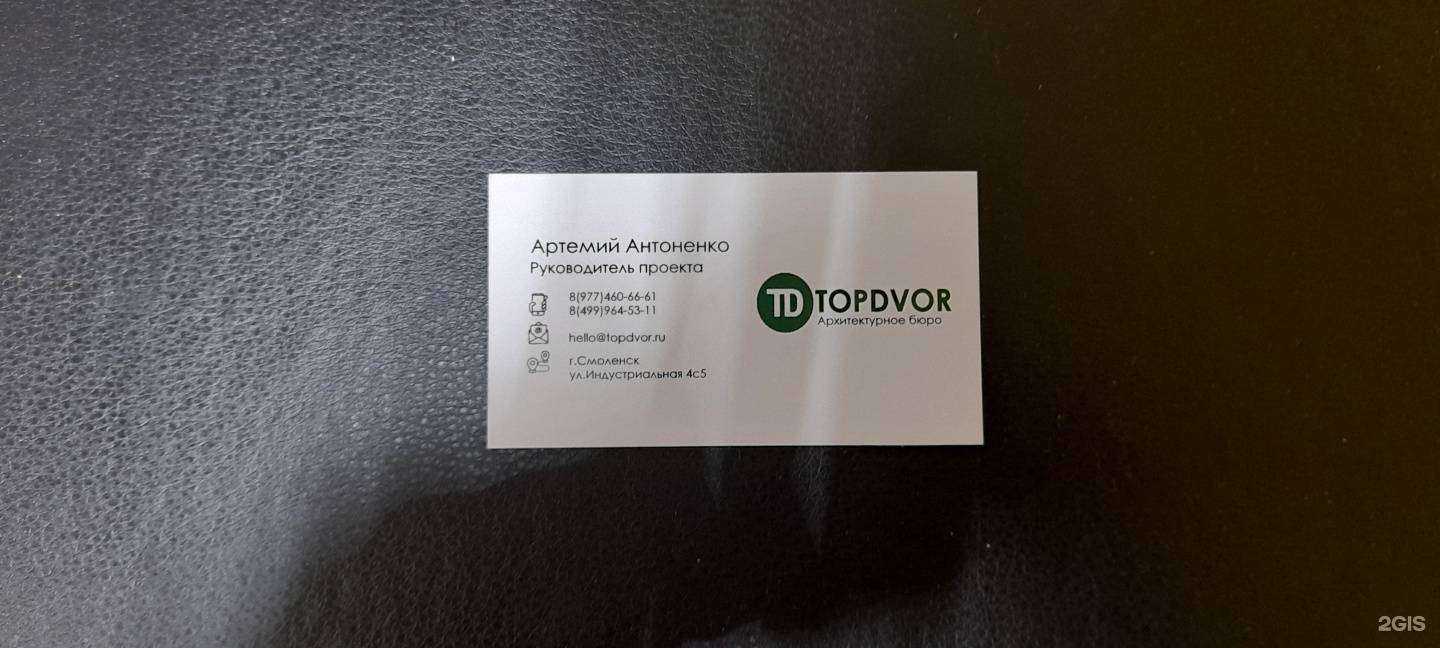 Артемий Антоненко
Руководитель проекта
8(977)460-66-61
8(499)964-53-11
hello@topdvor.ru
г.Смоленск
ул.Индустриальная 4с5
TD TOPDVOR
Архитектурное бюро
2GIS